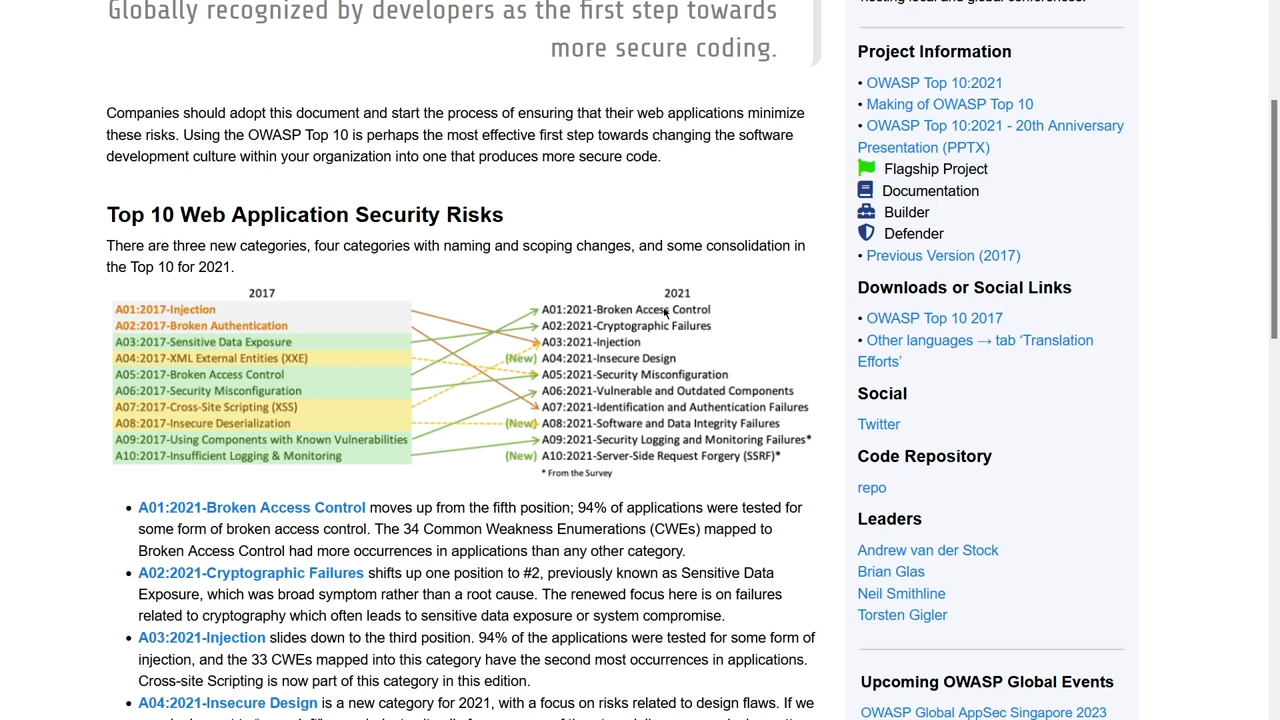 Globally recognized by developers as the first step towards
more secure coding.
Companies should adopt this document and start the process of ensuring that their web applications minimize
these risks. Using the OWASP Top 10 is perhaps the most effective first step towards changing the software
development culture within your organization into one that produces more secure code.
Top 10 Web Application Security Risks
There are three new categories, four categories with naming and scoping changes, and some consolidation in
the Top 10 for 2021.
2017
A01:2017-Injection
A02:2017-Broken Authentication
A03:2017-Sensitive Data Exposure
A04:2017-XML External Entities (XXE)
A05:2017-Broken Access Control
A06:2017-Security Misconfiguration
A07:2017-Cross-Site Scripting (XSS)
A08:2017-Insecure Deserialization
A09:2017-Using Components with Known Vulnerabilities
A10:2017-Insufficient Logging & Monitoring
2021
A01:2021-Broken Access Control
A02:2021-Cryptographic Failures
A03:2021-Injection
(New) A04:2021-Insecure Design
A05:2021-Security Misconfiguration
A06:2021-Vulnerable and Outdated Components
A07:2021-Identification and Authentication Failures
(New) A08:2021-Software and Data Integrity Failures
A09:2021-Security Logging and Monitoring Failures*
(New) A10:2021-Server-Side Request Forgery (SSRF)*
* From the Survey
• A01:2021-Broken Access Control moves up from the fifth position; 94% of applications were tested for
some form of broken access control. The 34 Common Weakness Enumerations (CWEs) mapped to
Broken Access Control had more occurrences in applications than any other category.
• A02:2021-Cryptographic Failures shifts up one position to #2, previously known as Sensitive Data
Exposure, which was broad symptom rather than a root cause. The renewed focus here is on failures
related to cryptography which often leads to sensitive data exposure or system compromise.
• A03:2021-Injection slides down to the third position. 94% of the applications were tested for some form of
injection, and the 33 CWEs mapped into this category have the second most occurrences in applications.
Cross-site Scripting is now part of this category in this edition.
• A04:2021-Insecure Design is a new category for 2021, with a focus on risks related to design flaws. If we
Project Information
• OWASP Top 10:2021
• Making of OWASP Top 10
• OWASP Top 10:2021 - 20th Anniversary
Presentation (PPTX)
Flagship Project
Documentation
Builder
Defender
• Previous Version (2017)
Downloads or Social Links
• OWASP Top 10 2017
• Other languages → tab ‘Translation
Efforts’
Social
Twitter
Code Repository
repo
Leaders
Andrew van der Stock
Brian Glas
Neil Smithline
Torsten Gigler
Upcoming OWASP Global Events
OWASP Global AppSec Singapore 2023